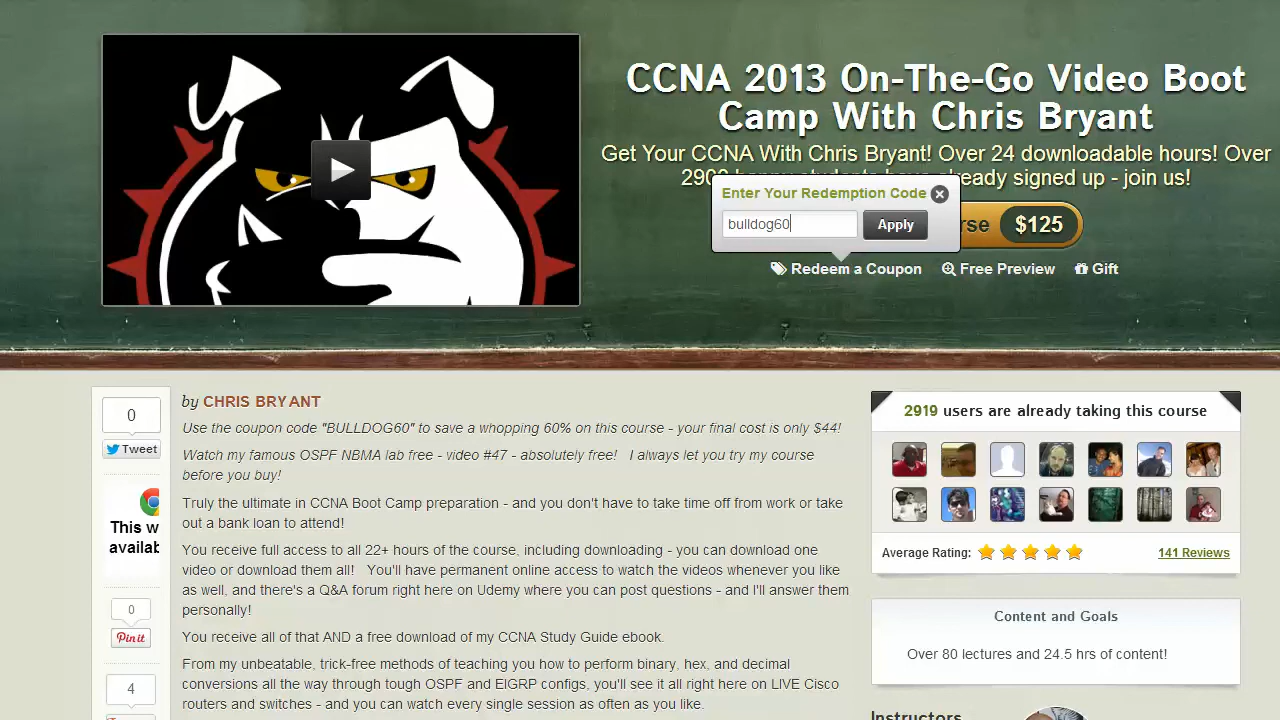 CCNA 2013 On-The-Go Video Boot
Camp With Chris Bryant
Get Your CCNA With Chris Bryant! Over 24 downloadable hours! Over
already signed up - join us!
Enter Your Redemption Code
bulldog60
Apply
$125
Redeem a Coupon
Free Preview
Gift
0
Tweet
This w
availab
0
Pin it
4
by CHRIS BRYANT
Use the coupon code "BULLDOG60" to save a whopping 60% on this course - your final cost is only $44!
Watch my famous OSPF NBMA lab free - video #47 - absolutely free! I always let you try my course
before you buy!
Truly the ultimate in CCNA Boot Camp preparation - and you don't have to take time off from work or take
out a bank loan to attend!
You receive full access to all 22+ hours of the course, including downloading - you can download one
video or download them all! You'll have permanent online access to watch the videos whenever you like
as well, and there's a Q&A forum right here on Udemy where you can post questions - and I'll answer them
personally!
You receive all of that AND a free download of my CCNA Study Guide ebook.
From my unbeatable, trick-free methods of teaching you how to perform binary, hex, and decimal
conversions all the way through tough OSPF and EIGRP configs, you'll see it all right here on LIVE Cisco
routers and switches - and you can watch every single session as often as you like.
2919 users are already taking this course
Average Rating:
141 Reviews
Content and Goals
Over 80 lectures and 24.5 hrs of content!
Instructors